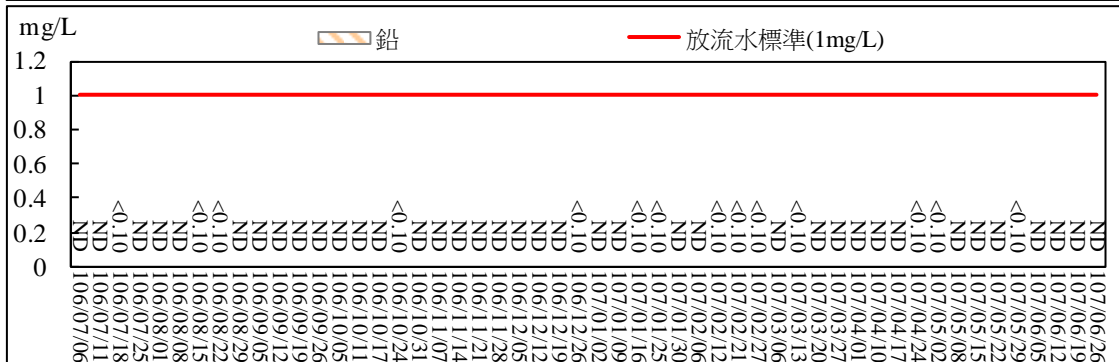 mg/L
鉛
放流水標準(1mg/L)
1.2
1
0.8
0.6
0.4
0.2
0
ND
ND
<0.10
ND
ND
ND
<0.10
<0.10
ND
ND
ND
ND
ND
ND
ND
ND
<0.10
ND
ND
ND
ND
ND
ND
ND
ND
<0.10
ND
ND
<0.10
<0.10
ND
ND
<0.10
<0.10
<0.10
ND
<0.10
ND
ND
ND
ND
ND
<0.10
<0.10
ND
ND
ND
<0.10
ND
ND
ND
ND
106/07/06
106/07/11
106/07/18
106/07/25
106/08/01
106/08/08
106/08/15
106/08/22
106/08/29
106/09/05
106/09/12
106/09/19
106/09/26
106/10/05
106/10/11
106/10/17
106/10/24
106/10/31
106/11/07
106/11/14
106/11/21
106/11/28
106/12/05
106/12/12
106/12/19
106/12/26
107/01/02
107/01/09
107/01/16
107/01/25
107/01/30
107/02/06
107/02/12
107/02/21
107/02/27
107/03/06
107/03/13
107/03/20
107/03/27
107/04/01
107/04/10
107/04/17
107/04/24
107/05/02
107/05/08
107/05/15
107/05/22
107/05/29
107/06/05
107/06/12
107/06/19
107/06/26